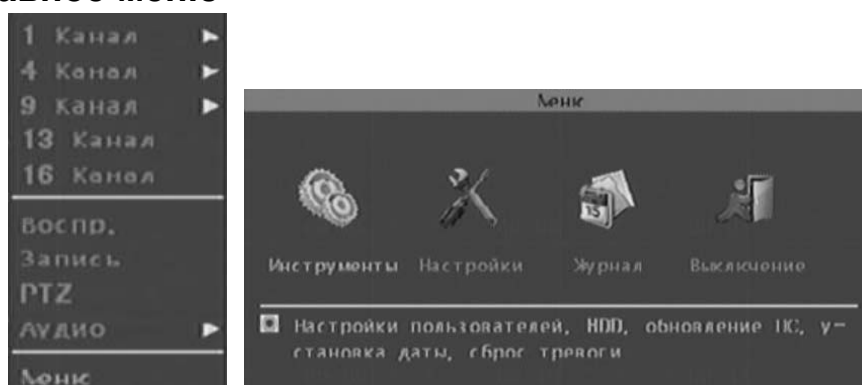 1 Канал
4 Канал
9 Канал
13 Канал
16 Канал
Воспр.
Запись
PTZ
Аудио
Меню
Меню
Инструменты Настройки Журнал Выключение
Настройки пользователей, HDD, обновление ПС, у-
становка даты, сброс тревоги